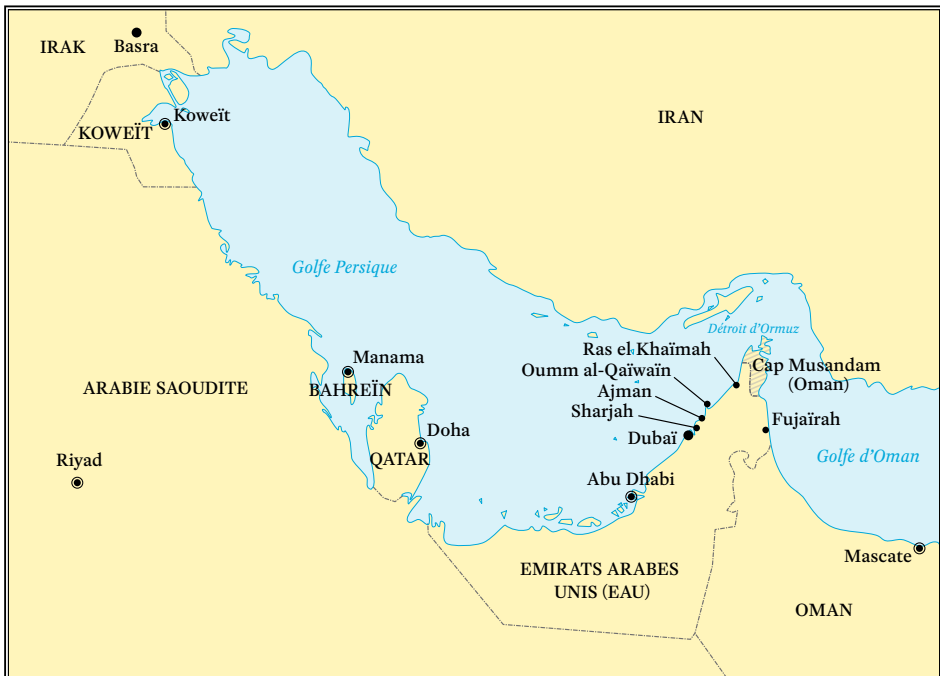 IRAK
Basra
Koweït
KOWEÏT
IRAN
Golfe Persique
Détroit d'Ormuz
Ras el Khaïmah
Manama
Cap Musandam
(Oman)
Oumm al-Qaïwaïn
ARABIE SAOUDITE
BAHREÏN
Ajman
Sharjah
Fujaïrah
Doha
Dubaï
QATAR
Golfe d'Oman
Riyad
Abu Dhabi
Mascate
EMIRATS ARABES
UNIS (EAU)
OMAN